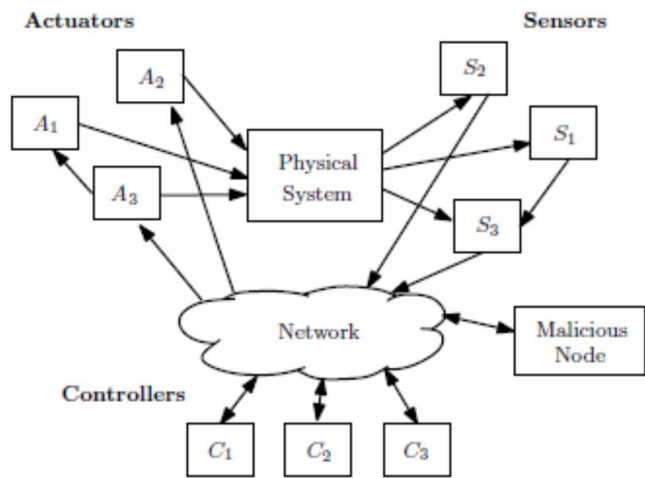 Actuators
Sensors
A₂
S₂
A₁
S₁
Physical
System
A₃
S₃
Network
Malicious
Node
Controllers
C₁
C₂
C₃